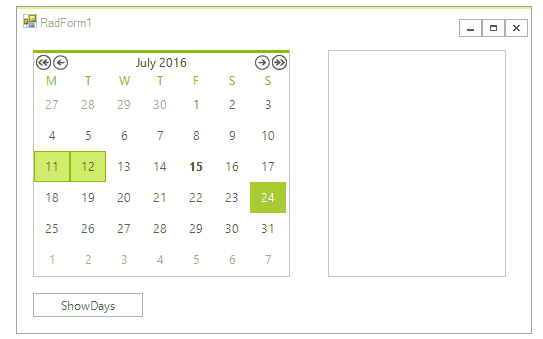 RadForm1
July 2016
M T W T F S S
27 28 29 30 1 2 3
4 5 6 7 8 9 10
11 12 13 14 15 16 17
18 19 20 21 22 23 24
25 26 27 28 29 30 31
1 2 3 4 5 6 7
ShowDays